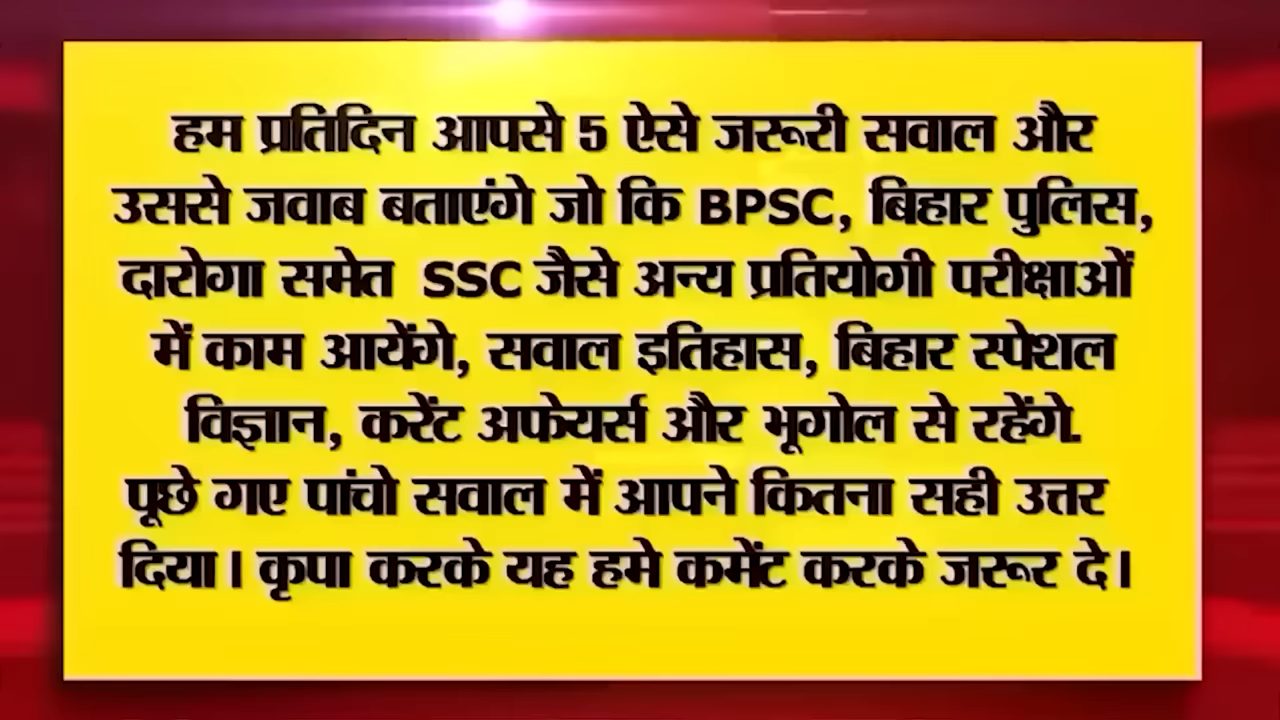 हम प्रतिदिन आपसे 5 ऐसे जरूरी सवाल और
उससे जवाब बताएंगे जो कि BPSC, बिहार पुलिस,
दारोगा समेत SSC जैसे अन्य प्रतियोगी परीक्षाओं
में काम आयेंगे, सवाल इतिहास, बिहार स्पेशल
विज्ञान, करेंट अफेयर्स और भूगोल से रहेंगे.
पूछे गए पांचो सवाल में आपने कितना सही उत्तर
दिया। कृपा करके यह हमे कमेंट करके जरूर दे।